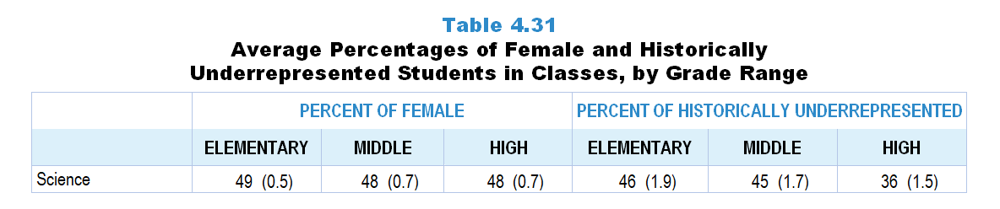 Table 4.31
Average Percentages of Female and Historically
Underrepresented Students in Classes, by Grade Range
PERCENT OF FEMALE PERCENT OF HISTORICALLY UNDERREPRESENTED
ELEMENTARY MIDDLE HIGH ELEMENTARY MIDDLE HIGH
Science 49 (0.5) 48 (0.7) 48 (0.7) 46 (1.9) 45 (1.7) 36 (1.5)